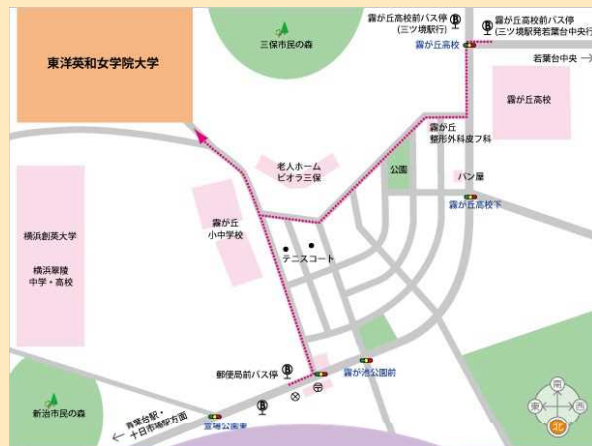 霧が丘高校前バス停
(三ツ境駅行)
霧が丘高校前バス停
(三ツ境駅発若葉台中央行)
三保市民の森
霧が丘高校
若葉台中央→
東洋英和女学院大学
霧が丘高校
霧が丘
整形外科皮フ科
老人ホーム
ビオラ三保
公園
パン屋
霧が丘高校下
霧が丘
小中学校
横浜創英大学
横浜翠陵
中学・高校
テニスコート
郵便局前バス停
霧が池公園前
新治市民の森
青葉台駅・
十日市場駅方面
宮場公園東
南
東
西
北